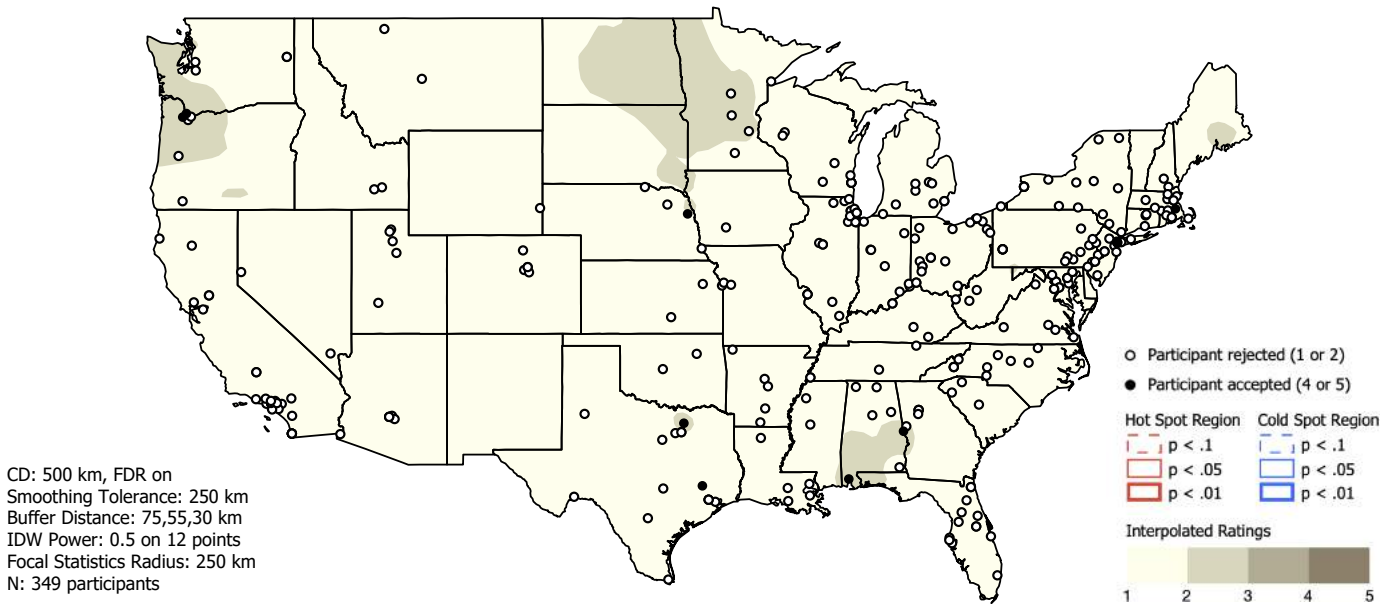 CD: 500 km, FDR on
Smoothing Tolerance: 250 km
Buffer Distance: 75,55,30 km
IDW Power: 0.5 on 12 points
Focal Statistics Radius: 250 km
N: 349 participants
Participant rejected (1 or 2)
Participant accepted (4 or 5)
Hot Spot Region Cold Spot Region
p < .1 p < .1
p < .05 p < .05
p < .01 p < .01
Interpolated Ratings
1 2 3 4 5